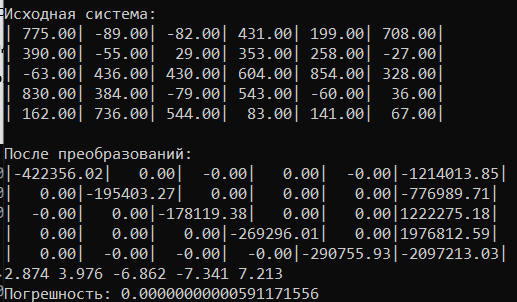 Исходная система:
| 775.00| -89.00| -82.00| 431.00| 199.00| 708.00|
| 390.00| -55.00|  29.00| 353.00| 258.00| -27.00|
| -63.00| 436.00| 430.00| 604.00| 854.00| 328.00|
| 830.00| 384.00| -79.00| 543.00| -60.00|  36.00|
| 162.00| 736.00| 544.00|  83.00| 141.00|  67.00|
После преобразований:
|-422356.02|   0.00|  -0.00|   0.00|  -0.00|-1214013.85|
|   0.00|-195403.27|   0.00|   0.00|   0.00|-776989.71|
|  -0.00|   0.00|-178119.38|   0.00|   0.00|1222275.18|
|   0.00|   0.00|   0.00|-269296.01|   0.00|1976812.59|
|   0.00|  -0.00|  -0.00|  -0.00|-290755.93|-2097213.03|
2.874 3.976 -6.862 -7.341 7.213
Погрешность: 0.00000000000591171556